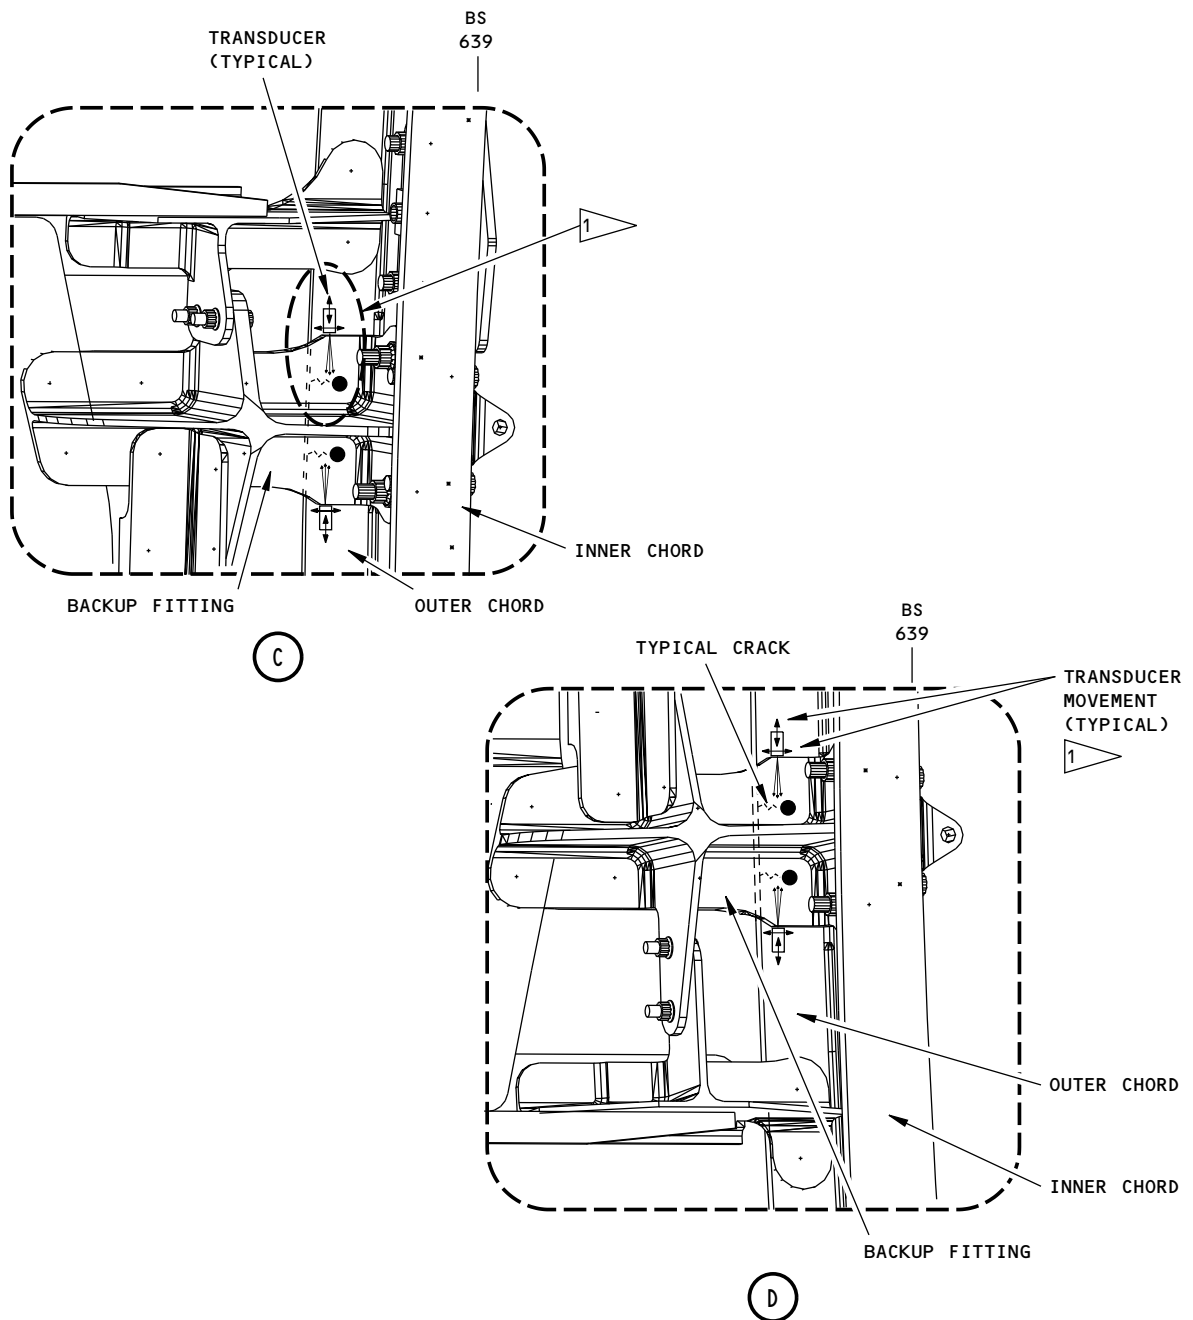 BS
639
TRANSDUCER
(TYPICAL)
1
INNER CHORD
BACKUP FITTING
OUTER CHORD
C
BS
639
TYPICAL CRACK
TRANSDUCER
MOVEMENT
(TYPICAL)
1
OUTER CHORD
INNER CHORD
BACKUP FITTING
D